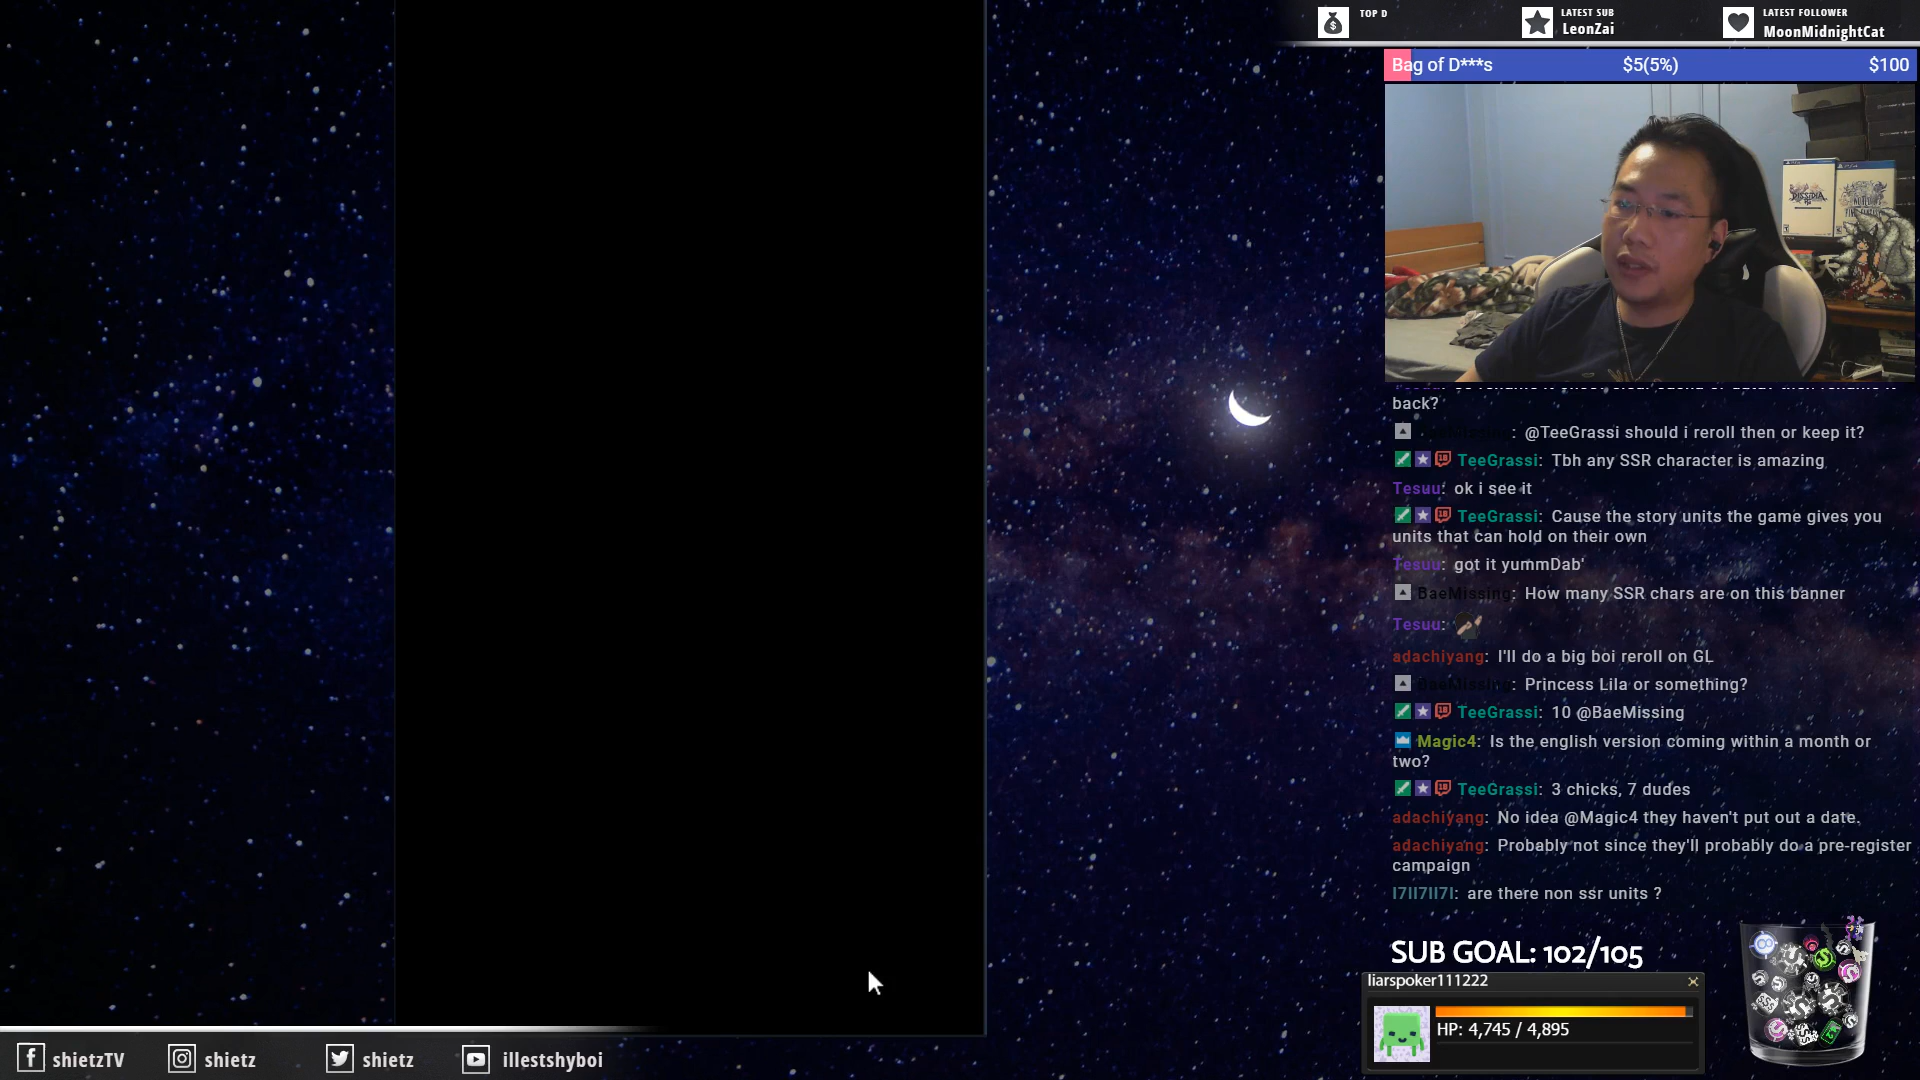 TOP D
LATEST SUB
LeonZai
LATEST FOLLOWER
MoonMidnightCat
Bag of D***s $5(5%) $100
DISSIDIA
back?
: @TeeGrassi should i reroll then or keep it?
TeeGrassi: Tbh any SSR character is amazing
Tesuu: ok i see it
TeeGrassi: Cause the story units the game gives you
units that can hold on their own
Tesuu: got it yummDab'
BaeMissing: How many SSR chars are on this banner
Tesuu:
adachiyang: I'll do a big boi reroll on GL
BaeMissing: Princess Lila or something?
TeeGrassi: 10 @BaeMissing
Magic4: Is the english version coming within a month or
two?
TeeGrassi: 3 chicks, 7 dudes
adachiyang: No idea @Magic4 they haven't put out a date.
adachiyang: Probably not since they'll probably do a pre-register
campaign
l7ll7ll7l: are there non ssr units ?
SUB GOAL: 102/105
liarspoker111222
HP: 4,745 / 4,895
shietzTV shietz shietz illestshyboi